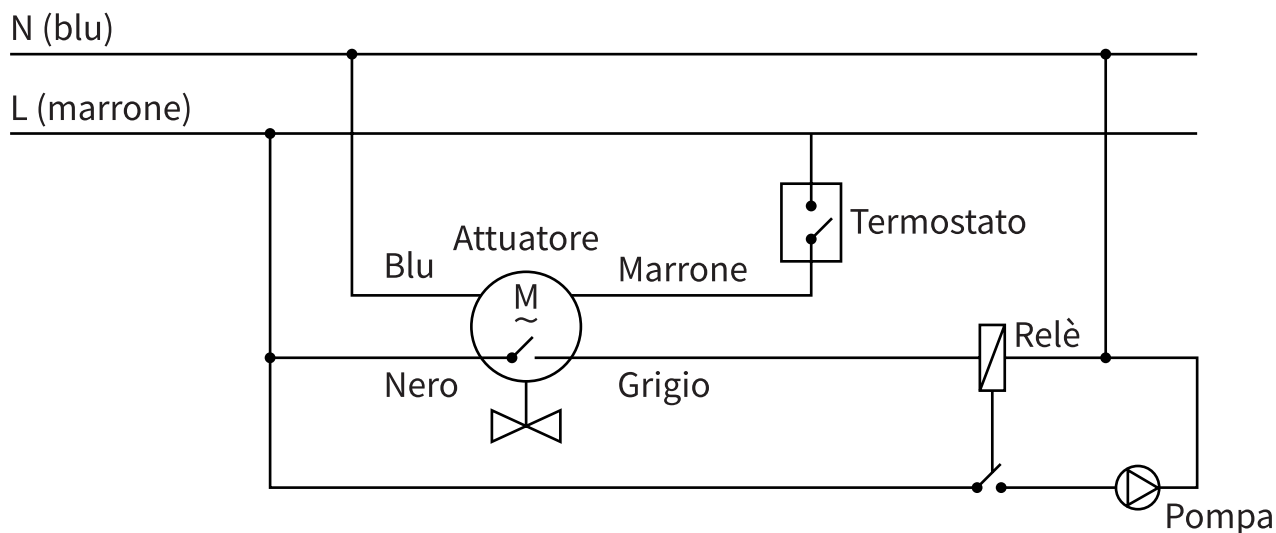 N (blu)
L (marrone)
Termostato
Attuatore
Blu
Marrone
M
~
Relè
Nero
Grigio
Pompa